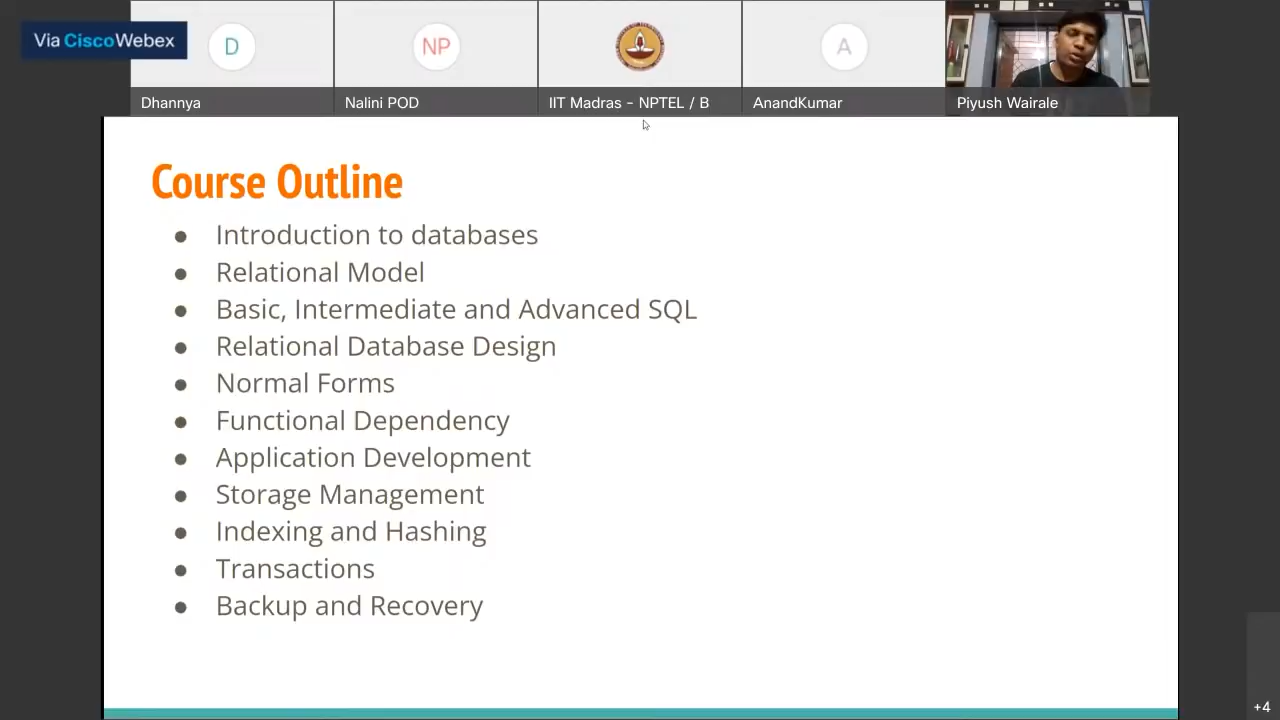 Via CiscoWebex
D
NP
A
Dhannya
Nalini POD
IIT Madras - NPTEL / B
AnandKumar
Piyush Wairale
Course Outline
● Introduction to databases
● Relational Model
● Basic, Intermediate and Advanced SQL
● Relational Database Design
● Normal Forms
● Functional Dependency
● Application Development
● Storage Management
● Indexing and Hashing
● Transactions
● Backup and Recovery
+4